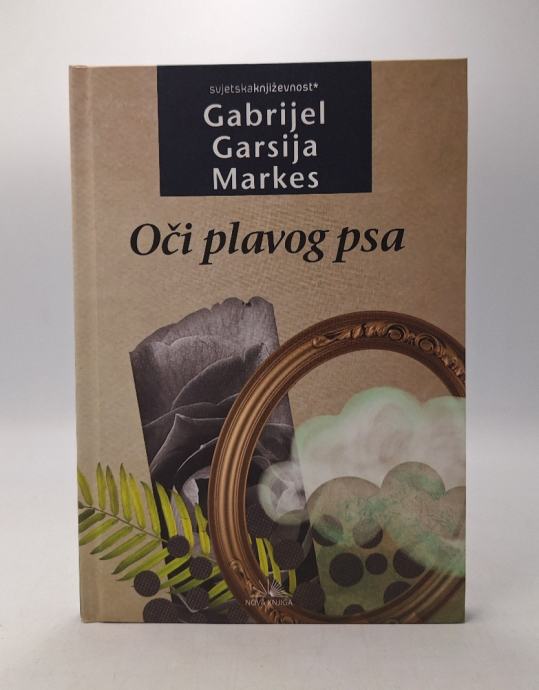 svjetskaknjiževnost*
Gabrijel
Garsija
Markes
Oči plavog psa
NOVA KNJIGA